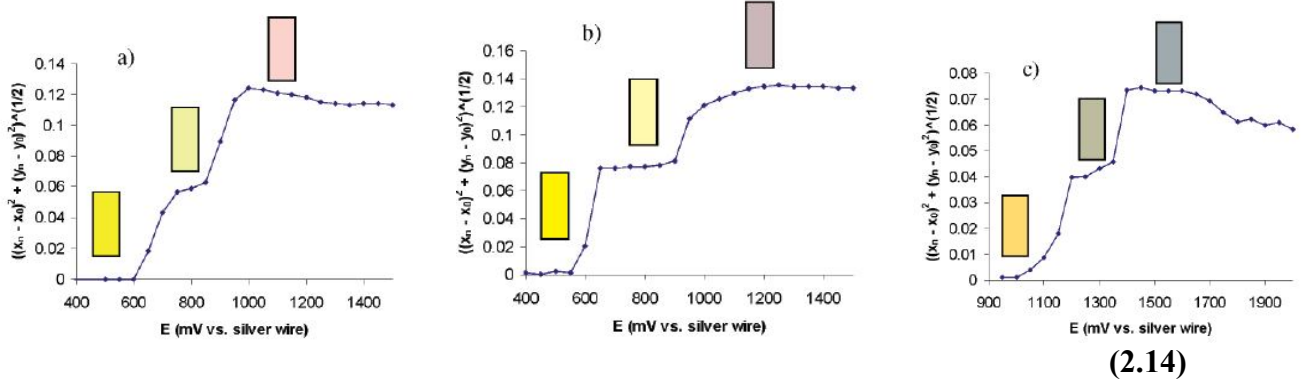 a)
((xₙ - x₀)² + (yₙ - y₀)²)^(1/2)
0.14
0.12
0.1
0.08
0.06
0.04
0.02
0
400 600 800 1000 1200 1400
E (mV vs. silver wire)
b)
((xₙ - x₀)² + (yₙ - y₀)²)^(1/2)
0.16
0.14
0.12
0.1
0.08
0.06
0.04
0.02
0
400 600 800 1000 1200 1400
E (mV vs. silver wire)
c)
((xₙ - x₀)² + (yₙ - y₀)²)^(1/2)
0.08
0.07
0.06
0.05
0.04
0.03
0.02
0.01
0
900 1100 1300 1500 1700 1900
E (mV vs. silver wire)
(2.14)